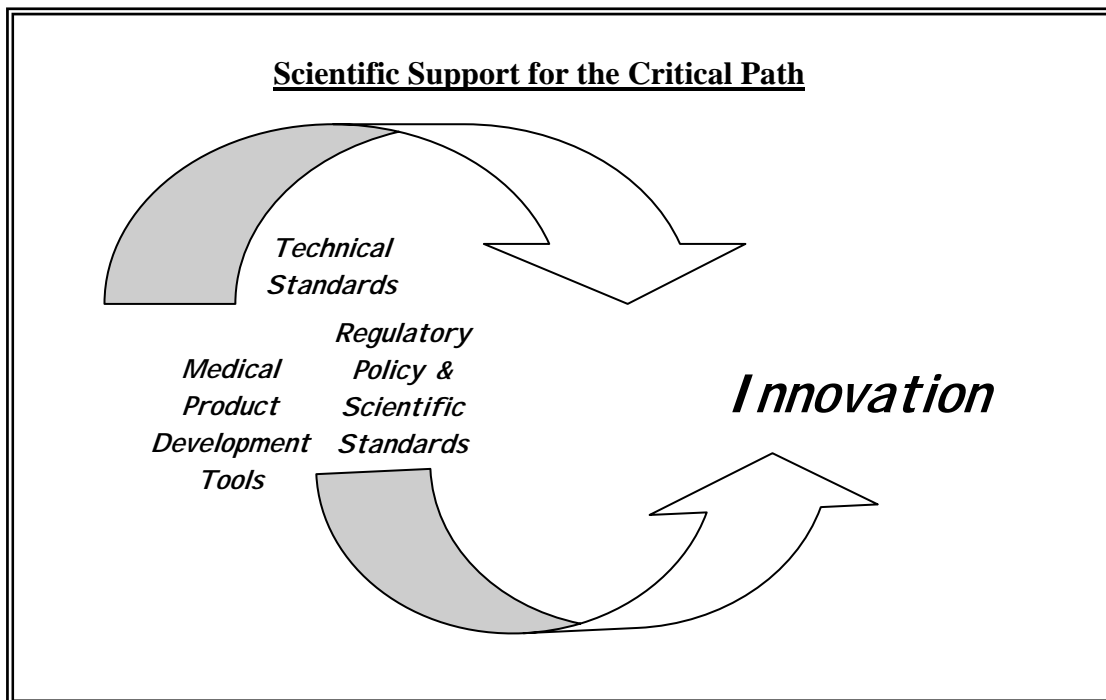 Scientific Support for the Critical Path
Technical
Standards
Medical
Product
Development
Tools
Regulatory
Policy &
Scientific
Standards
Innovation